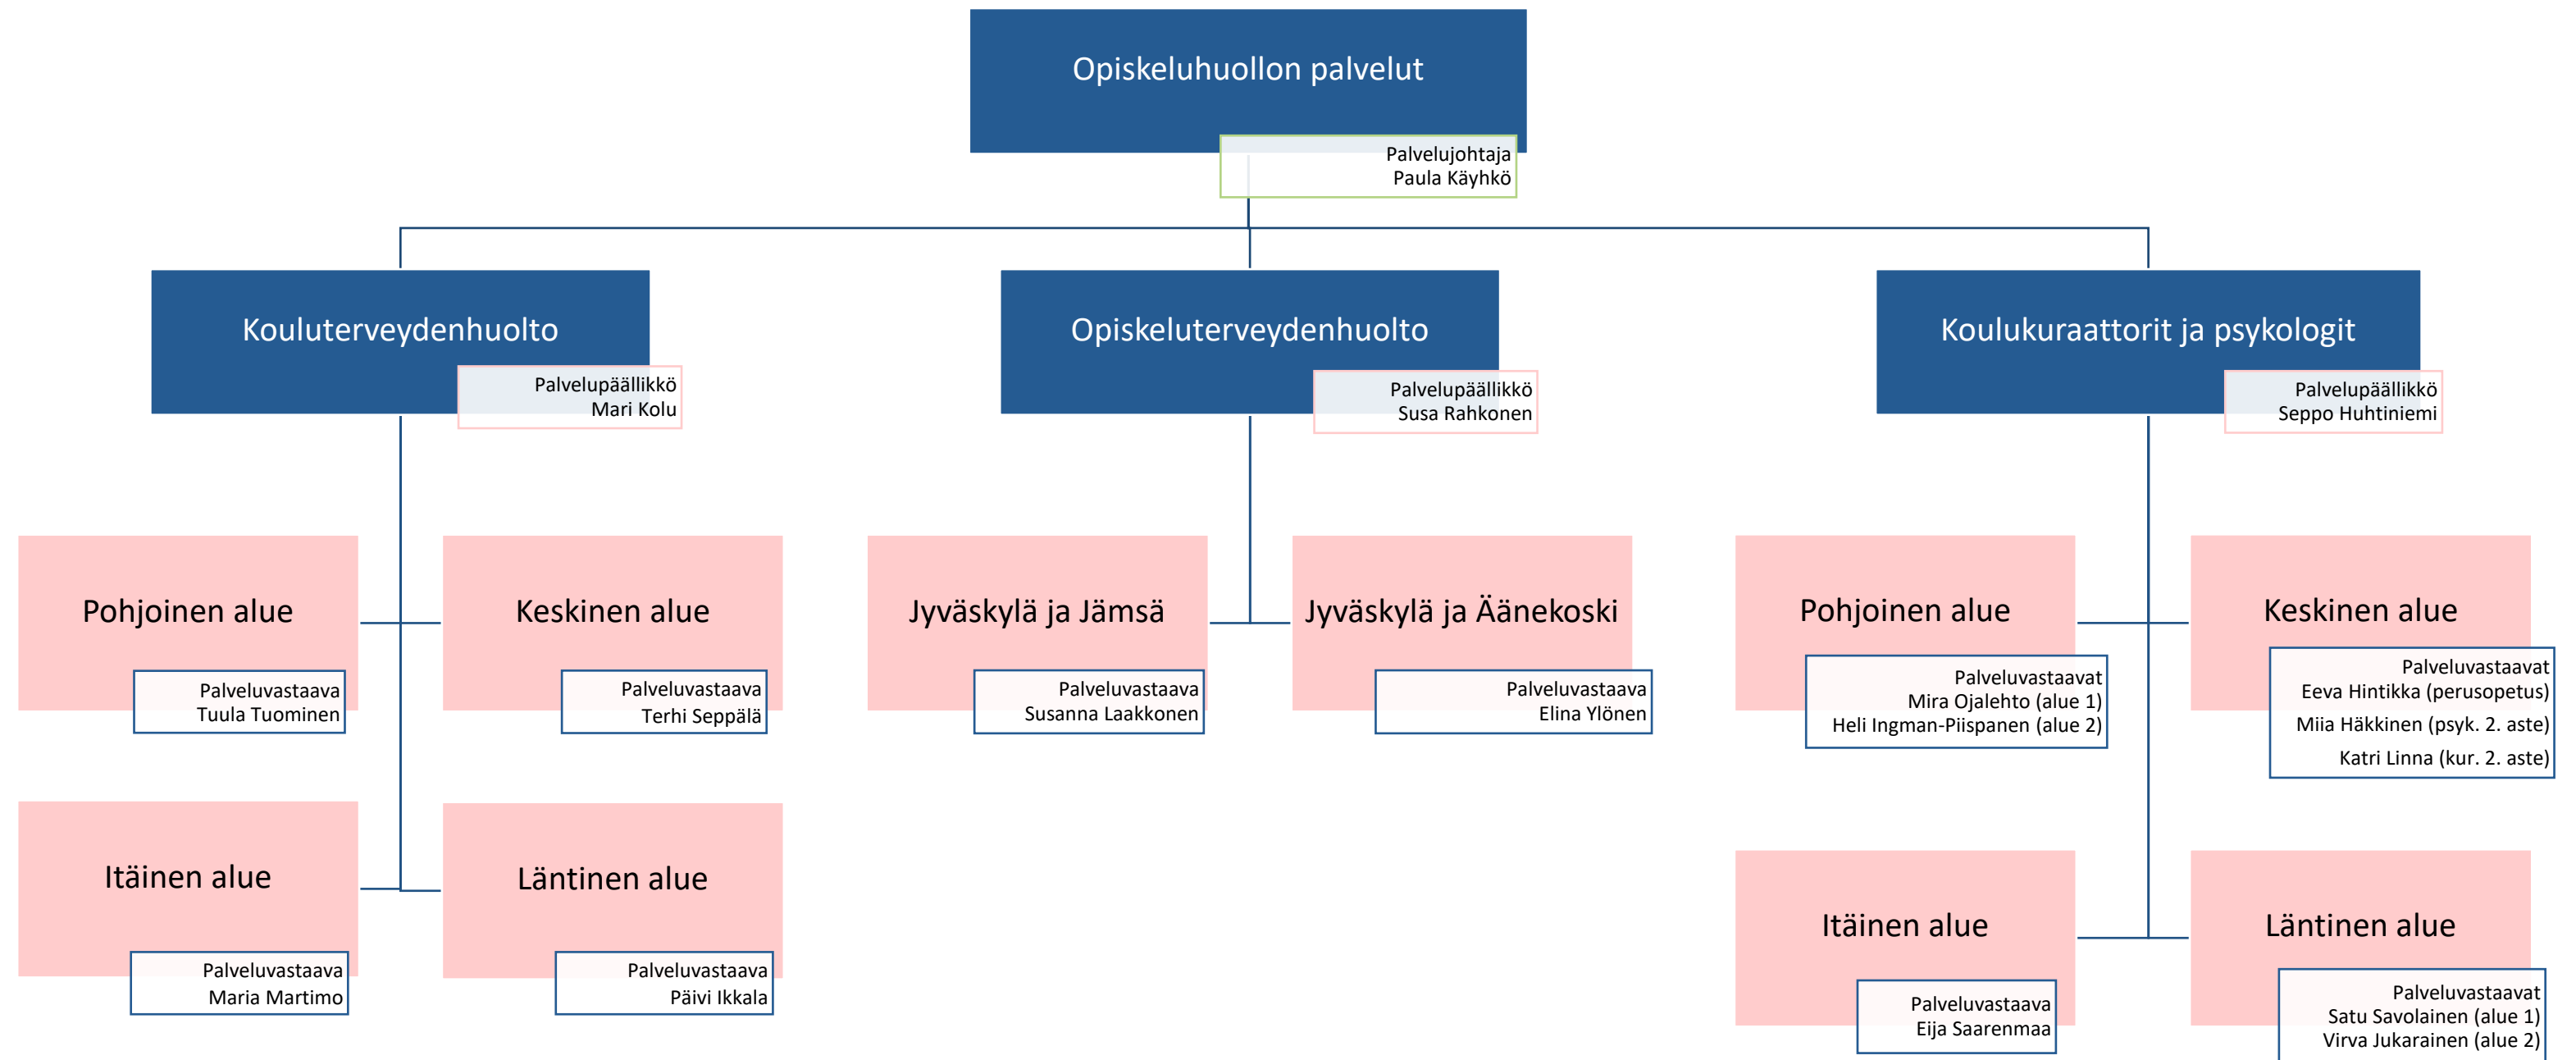 Opiskeluhuollon palvelut
Palvelujohtaja
Paula Käyhkö
Kouluterveydenhuolto
Palvelupäällikkö
Mari Kolu
Opiskeluterveydenhuolto
Palvelupäällikkö
Susa Rahkonen
Koulukuraattorit ja psykologit
Palvelupäällikkö
Seppo Huhtiniemi
Pohjoinen alue
Palveluvastaava
Tuula Tuominen
Keskinen alue
Palveluvastaava
Terhi Seppälä
Itäinen alue
Palveluvastaava
Maria Martimo
Läntinen alue
Palveluvastaava
Päivi Ikkala
Jyväskylä ja Jämsä
Palveluvastaava
Susanna Laakkonen
Jyväskylä ja Äänekoski
Palveluvastaava
Elina Ylönen
Pohjoinen alue
Palveluvastaavat
Mira Ojalehto (alue 1)
Heli Ingman-Piispanen (alue 2)
Keskinen alue
Palveluvastaavat
Eeva Hintikka (perusopetus)
Miia Häkkinen (psyk. 2. aste)
Katri Linna (kur. 2. aste)
Itäinen alue
Palveluvastaava
Eija Saarenmaa
Läntinen alue
Palveluvastaavat
Satu Savolainen (alue 1)
Virva Jukarainen (alue 2)